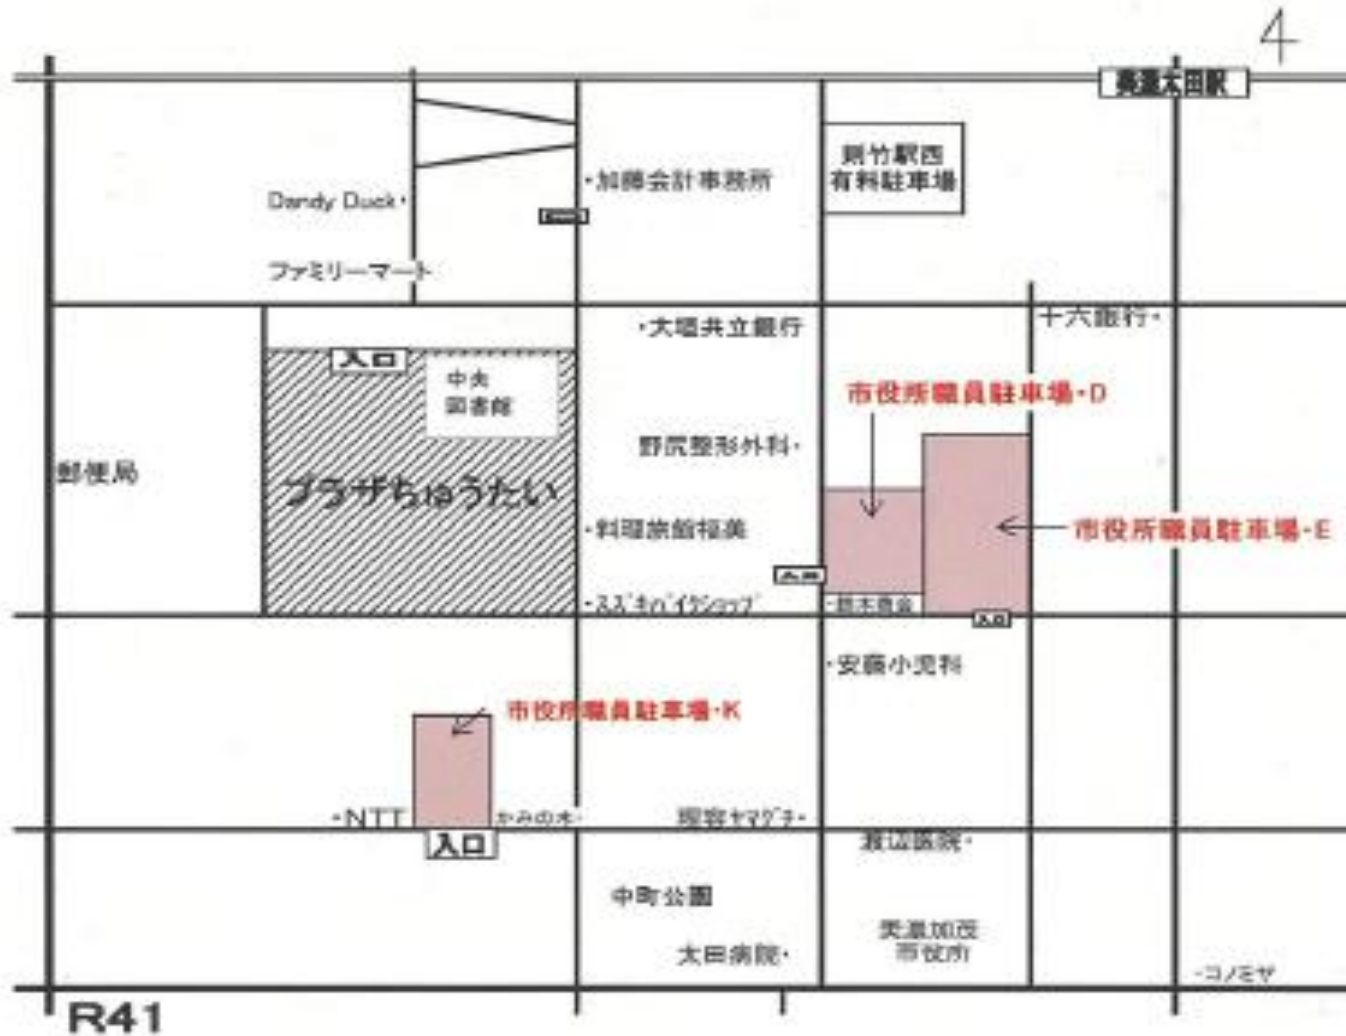 4
美濃太田駅
則竹駅西
有料駐車場
・加藤会計事務所
Dandy Duck・
ファミリーマート
・大垣共立銀行
十六銀行・
入口
中央
図書館
市役所職員駐車場・D
野尻整形外科・
郵便局
プラザちゅうたい
・料理旅館福美
市役所職員駐車場・E
入口
・スズキバイクショップ
・鈴木商会
入口
・安藤小児科
市役所職員駐車場・K
・NTT
かみの木・
理容ヤマグチ・
入口
渡辺医院・
中町公園
美濃加茂
市役所
太田病院・
・コノミヤ
R41